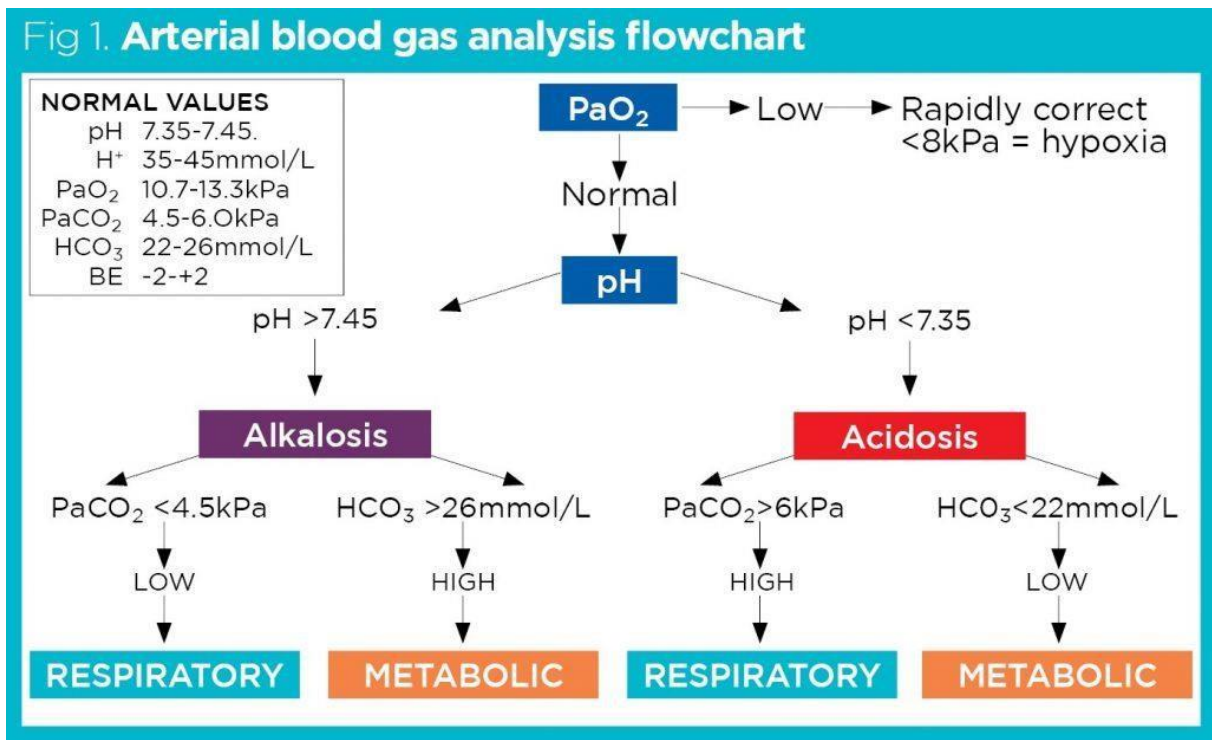 Fig 1. Arterial blood gas analysis flowchart
NORMAL VALUES
pH 7.35-7.45.
H⁺ 35-45mmol/L
PaO₂ 10.7-13.3kPa
PaCO₂ 4.5-6.0kPa
HCO₃ 22-26mmol/L
BE -2-+2
PaO₂
Low
Rapidly correct
<8kPa = hypoxia
Normal
pH
pH >7.45
pH <7.35
Alkalosis
Acidosis
PaCO₂ <4.5kPa
HCO₃ >26mmol/L
PaCO₂>6kPa
HC0₃<22mmol/L
LOW
HIGH
HIGH
LOW
RESPIRATORY
METABOLIC
RESPIRATORY
METABOLIC